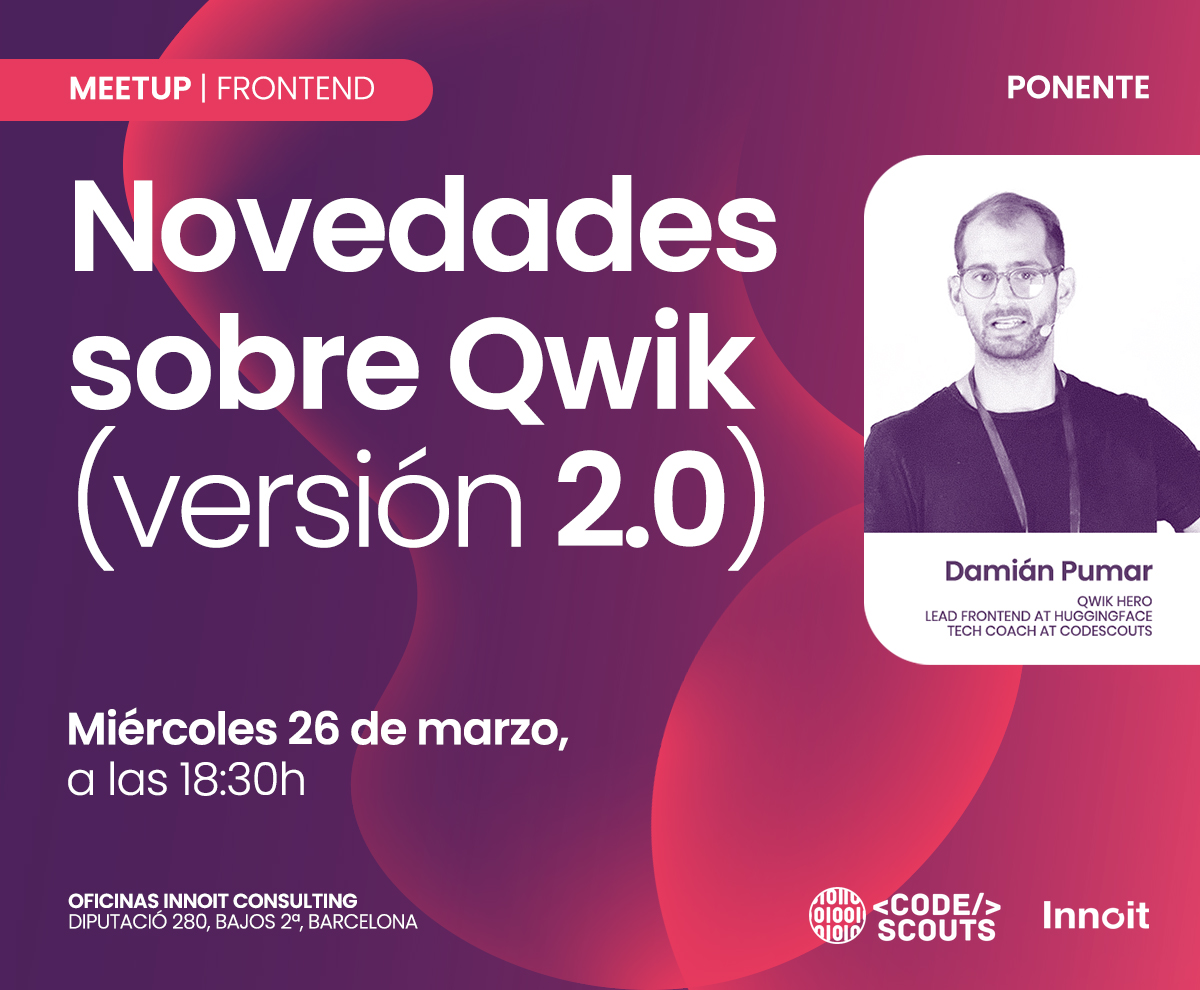 MEETUP | FRONTEND
PONENTE
Novedades
sobre Qwik
(versión 2.0)
Damián Pumar
QWIK HERO
LEAD FRONTEND AT HUGGINGFACE
TECH COACH AT CODESCOUTS
Miércoles 26 de marzo,
a las 18:30h
OFICINAS INNOIT CONSULTING
DIPUTACIÓ 280, BAJOS 2ª, BARCELONA
<CODE/>
SCOUTS
Innoit